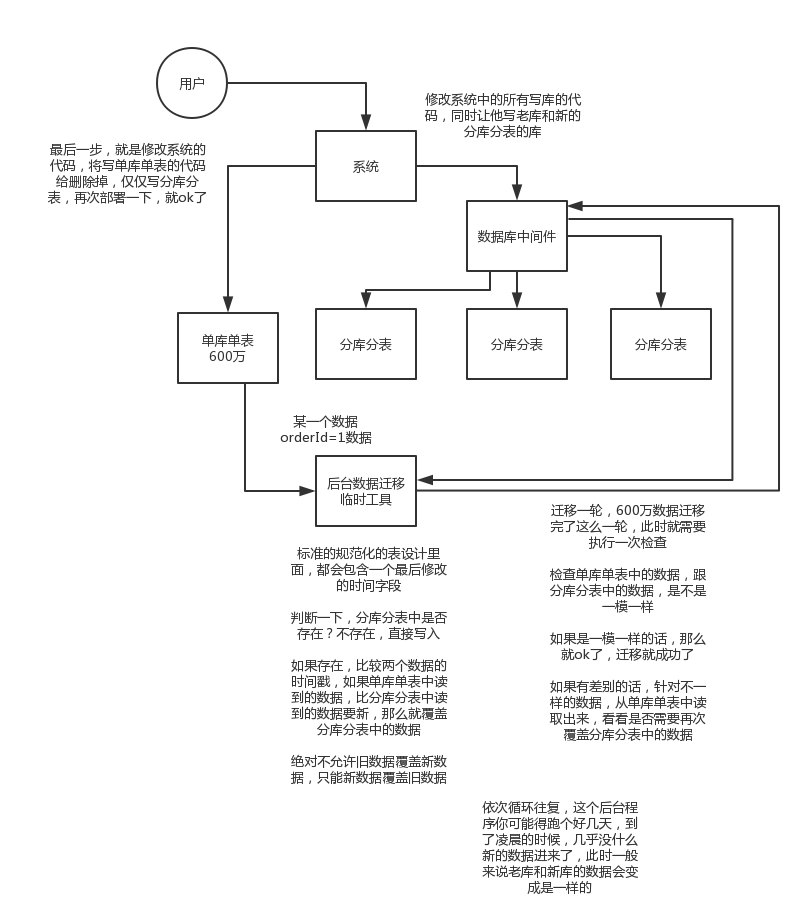 用户
修改系统中的所有写库的代
码，同时让他写老库和新的
分库分表的库
最后一步，就是修改系统的
代码，将写单库单表的代码
给删除掉，仅仅写分库分
表，再次部署一下，就ok了
系统
数据库中间件
单库单表
600万
分库分表
分库分表
分库分表
某一个数据
orderId=1数据
后台数据迁移
临时工具
标准的规范化的表设计里
面，都会包含一个最后修改
的时间字段
判断一下，分库分表中是否
存在？不存在，直接写入
如果存在，比较两个数据的
时间戳，如果单库单表中读
到的数据，比分库分表中读
到的数据要新，那么就覆盖
分库分表中的数据
绝对不允许旧数据覆盖新数
据，只能新数据覆盖旧数据
迁移一轮，600万数据迁移
完了这么一轮，此时就需要
执行一次检查
检查单库单表中的数据，跟
分库分表中的数据，是不是
一模一样
如果是一模一样的话，那么
就ok了，迁移就成功了
如果有差别的话，针对不一
样的数据，从单库单表中读
取出来，看看是否需要再次
覆盖分库分表中的数据
依次循环往复，这个后台程
序你可能得跑个好几天，到
了凌晨的时候，几乎没什么
新的数据进来了，此时一般
来说老库和新库的数据会变
成是一样的